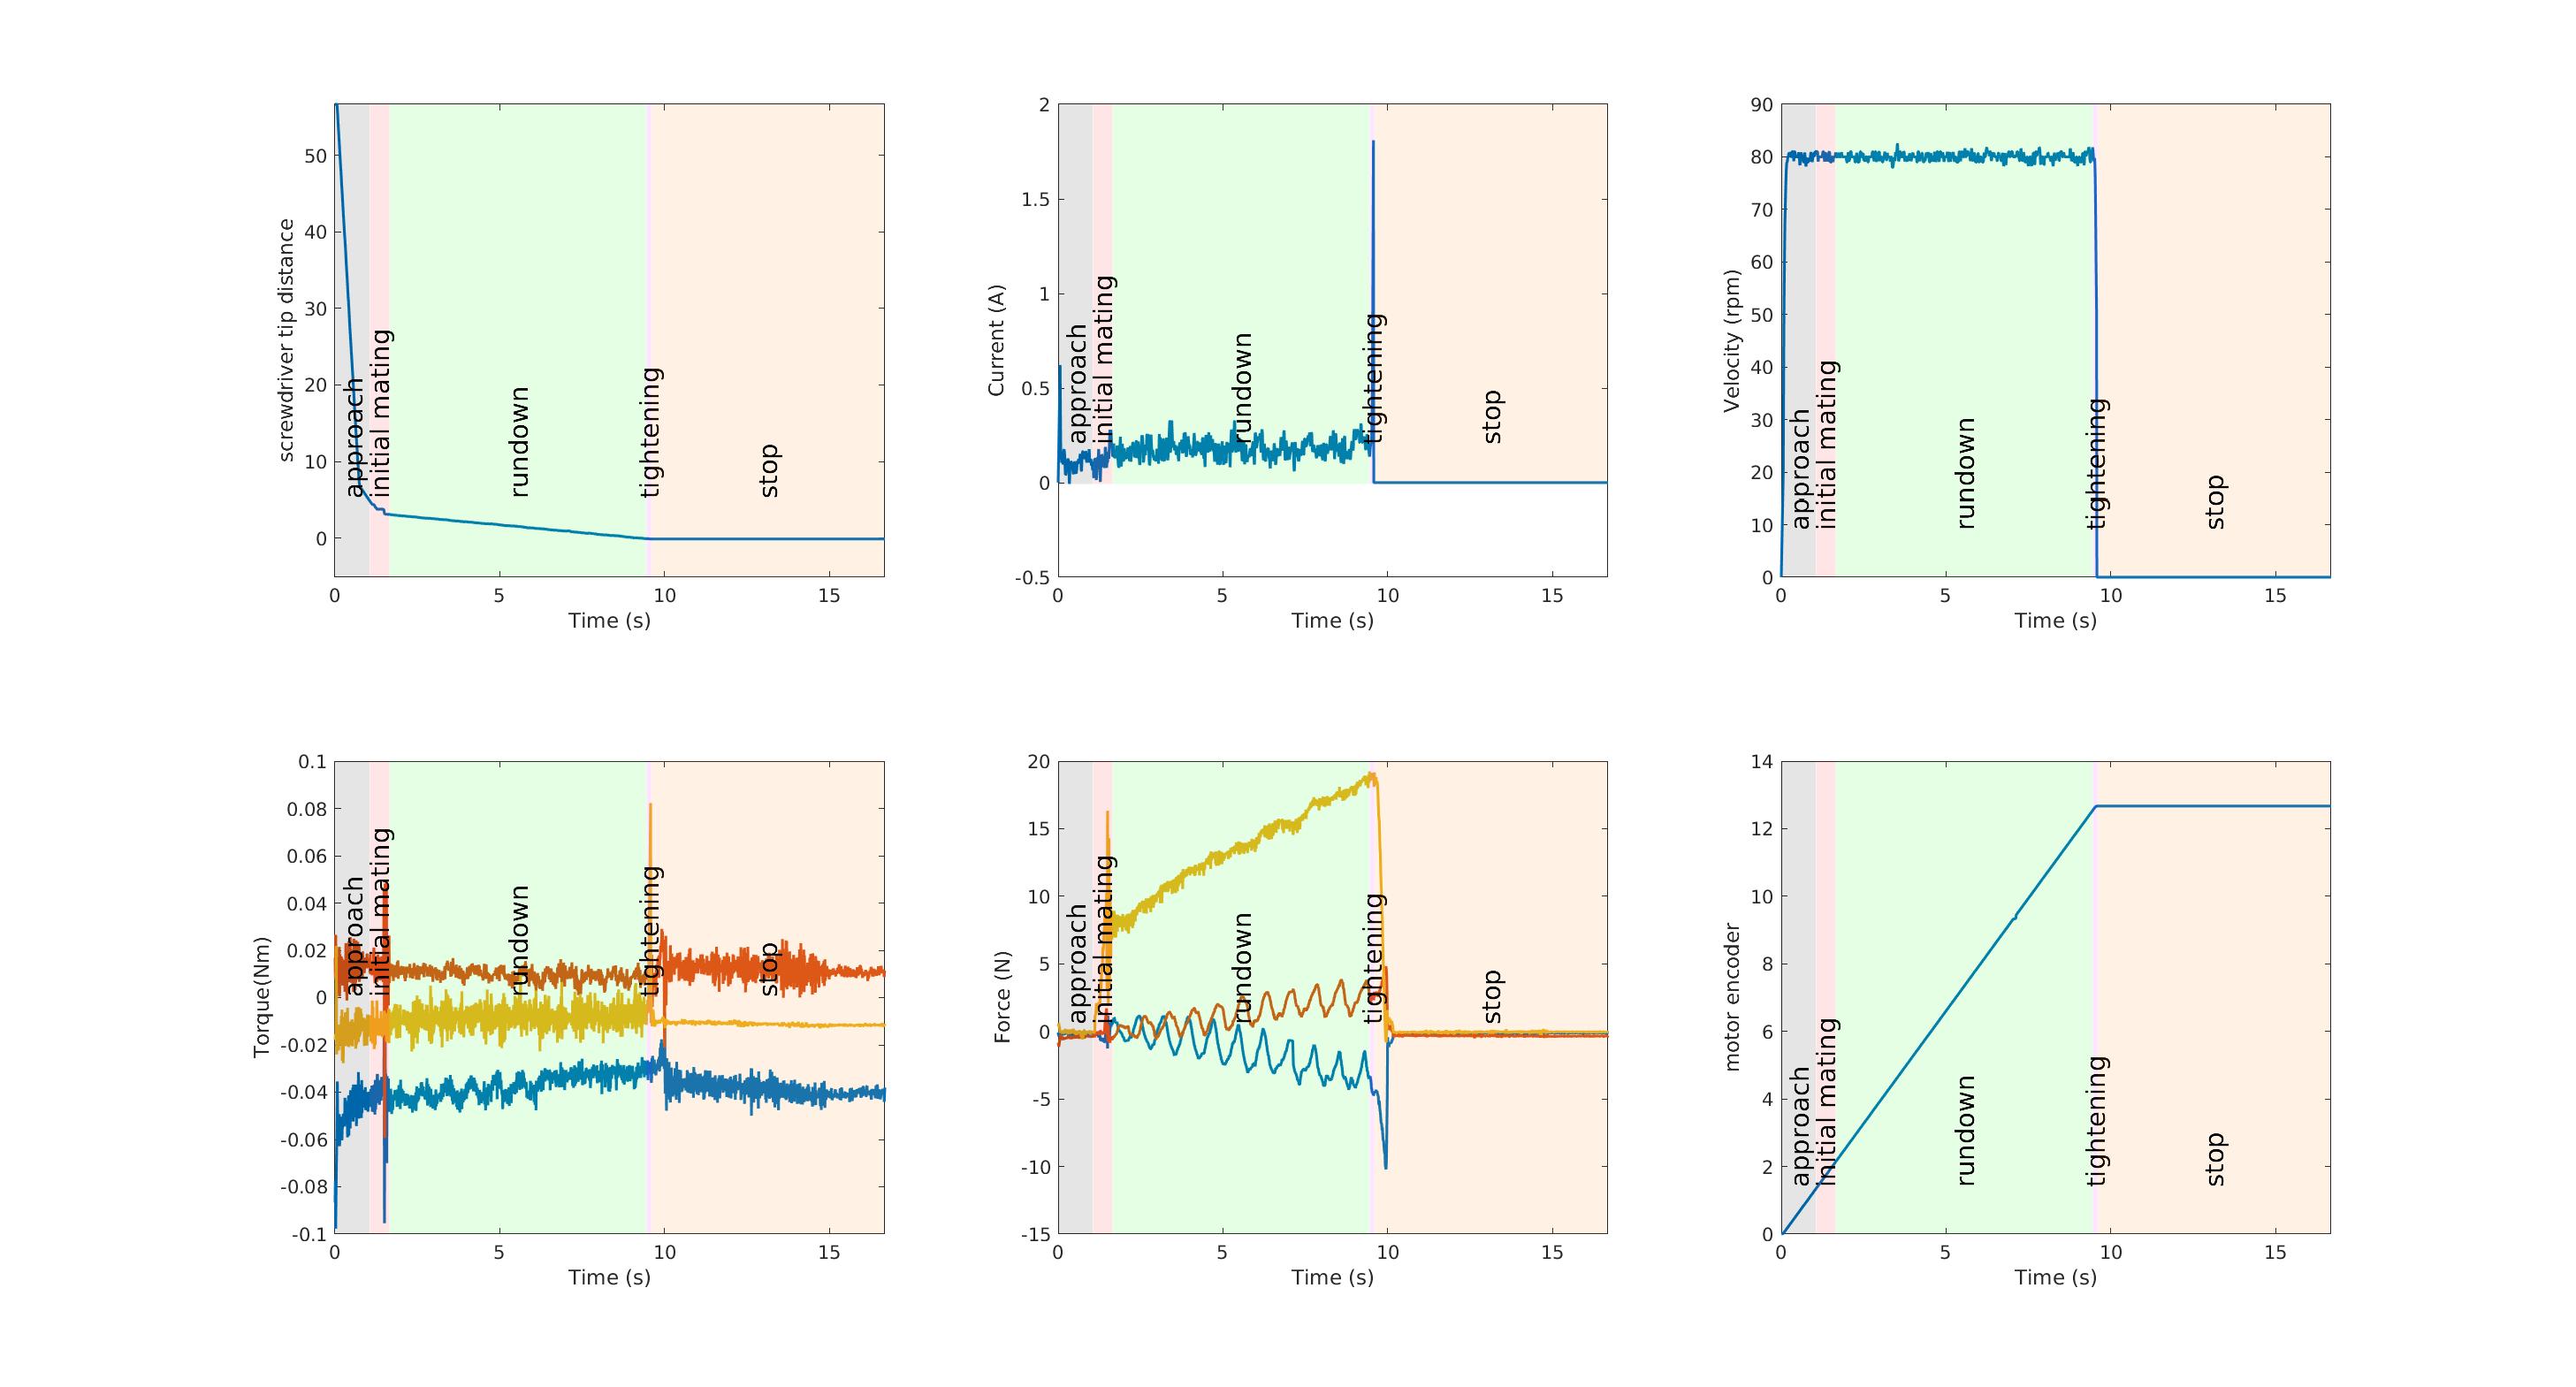 screwdriver tip distance
50
40
30
20
10
0
approach
initial mating
rundown
tightening
stop
0 5 10 15
Time (s)
Current (A)
2
1.5
1
0.5
0
-0.5
approach
initial mating
rundown
tightening
stop
0 5 10 15
Time (s)
Velocity (rpm)
90
80
70
60
50
40
30
20
10
0
approach
initial mating
rundown
tightening
stop
0 5 10 15
Time (s)
Torque(Nm)
0.1
0.08
0.06
0.04
0.02
0
-0.02
-0.04
-0.06
-0.08
-0.1
approach
initial mating
rundown
tightening
stop
0 5 10 15
Time (s)
Force (N)
20
15
10
5
0
-5
-10
-15
approach
initial mating
rundown
tightening
stop
0 5 10 15
Time (s)
motor encoder
14
12
10
8
6
4
2
0
approach
initial mating
rundown
tightening
stop
0 5 10 15
Time (s)